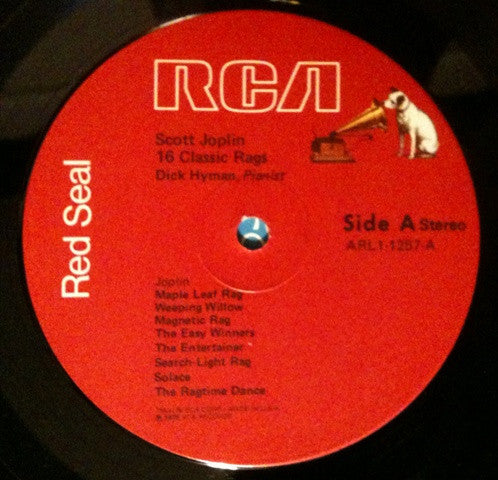 RCA
Scott Joplin
16 Classic Rags
Dick Hyman, Pianist
Red Seal
Side A Stereo
ARL1-1257-A
Joplin
Maple Leaf Rag
Weeping Willow
Magnetic Rag
The Easy Winners
The Entertainer
Search-Light Rag
Solace
The Ragtime Dance